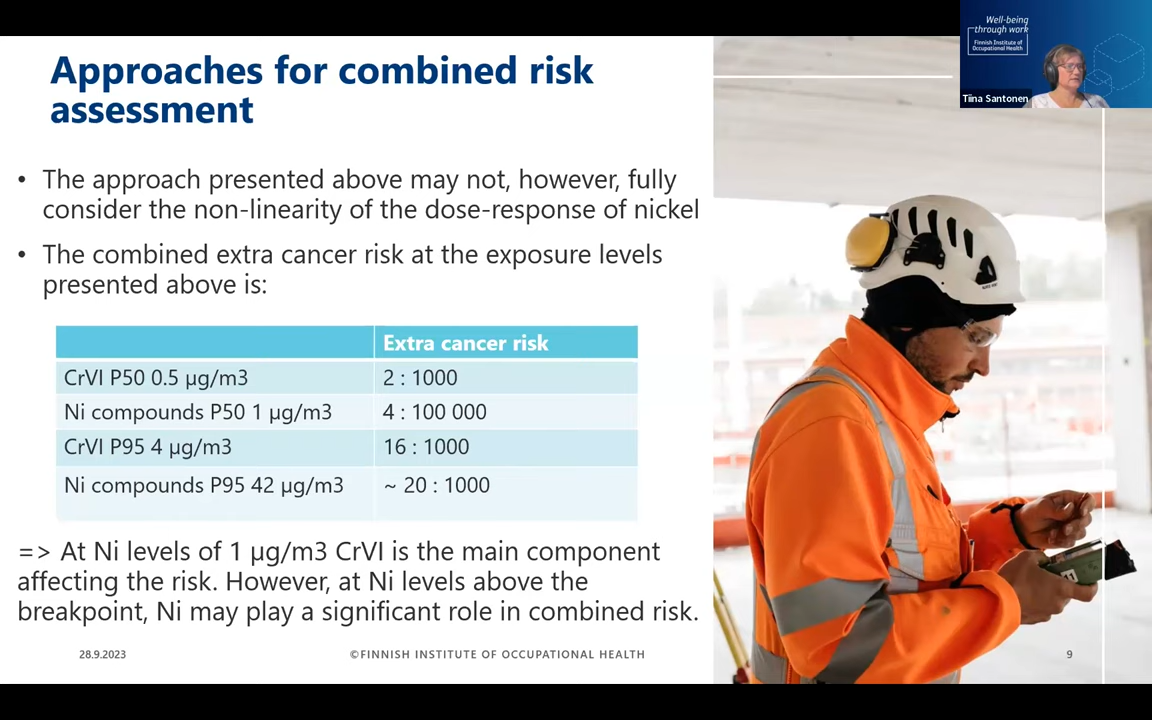 Approaches for combined risk
assessment
• The approach presented above may not, however, fully
consider the non-linearity of the dose-response of nickel
• The combined extra cancer risk at the exposure levels
presented above is:
Extra cancer risk
CrVI P50 0.5 µg/m3 2 : 1000
Ni compounds P50 1 µg/m3 4 : 100 000
CrVI P95 4 µg/m3 16 : 1000
Ni compounds P95 42 µg/m3 ~ 20 : 1000
=> At Ni levels of 1 µg/m3 CrVI is the main component
affecting the risk. However, at Ni levels above the
breakpoint, Ni may play a significant role in combined risk.
28.9.2023 ©FINNISH INSTITUTE OF OCCUPATIONAL HEALTH 9
Well-being
through work
Finnish Institute of
Occupational Health
Tiina Santonen